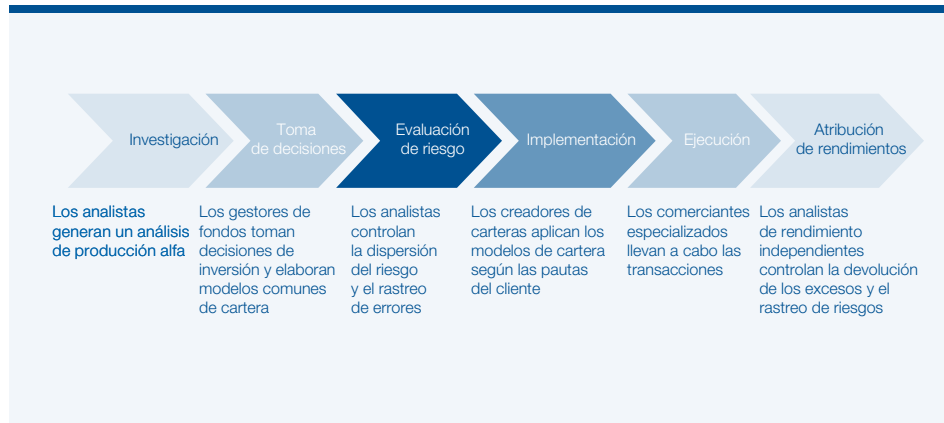 Investigación
Toma
de decisiones
Evaluación
de riesgo
Implementación
Ejecución
Atribución
de rendimientos
Los analistas
generan un análisis
de producción alfa
Los gestores de
fondos toman
decisiones de
inversión y elaboran
modelos comunes
de cartera
Los analistas
controlan
la dispersión
del riesgo
y el rastreo
de errores
Los creadores de
carteras aplican los
modelos de cartera
según las pautas
del cliente
Los comerciantes
especializados
llevan a cabo las
transacciones
Los analistas
de rendimiento
independientes
controlan la devolución
de los excesos y el
rastreo de riesgos